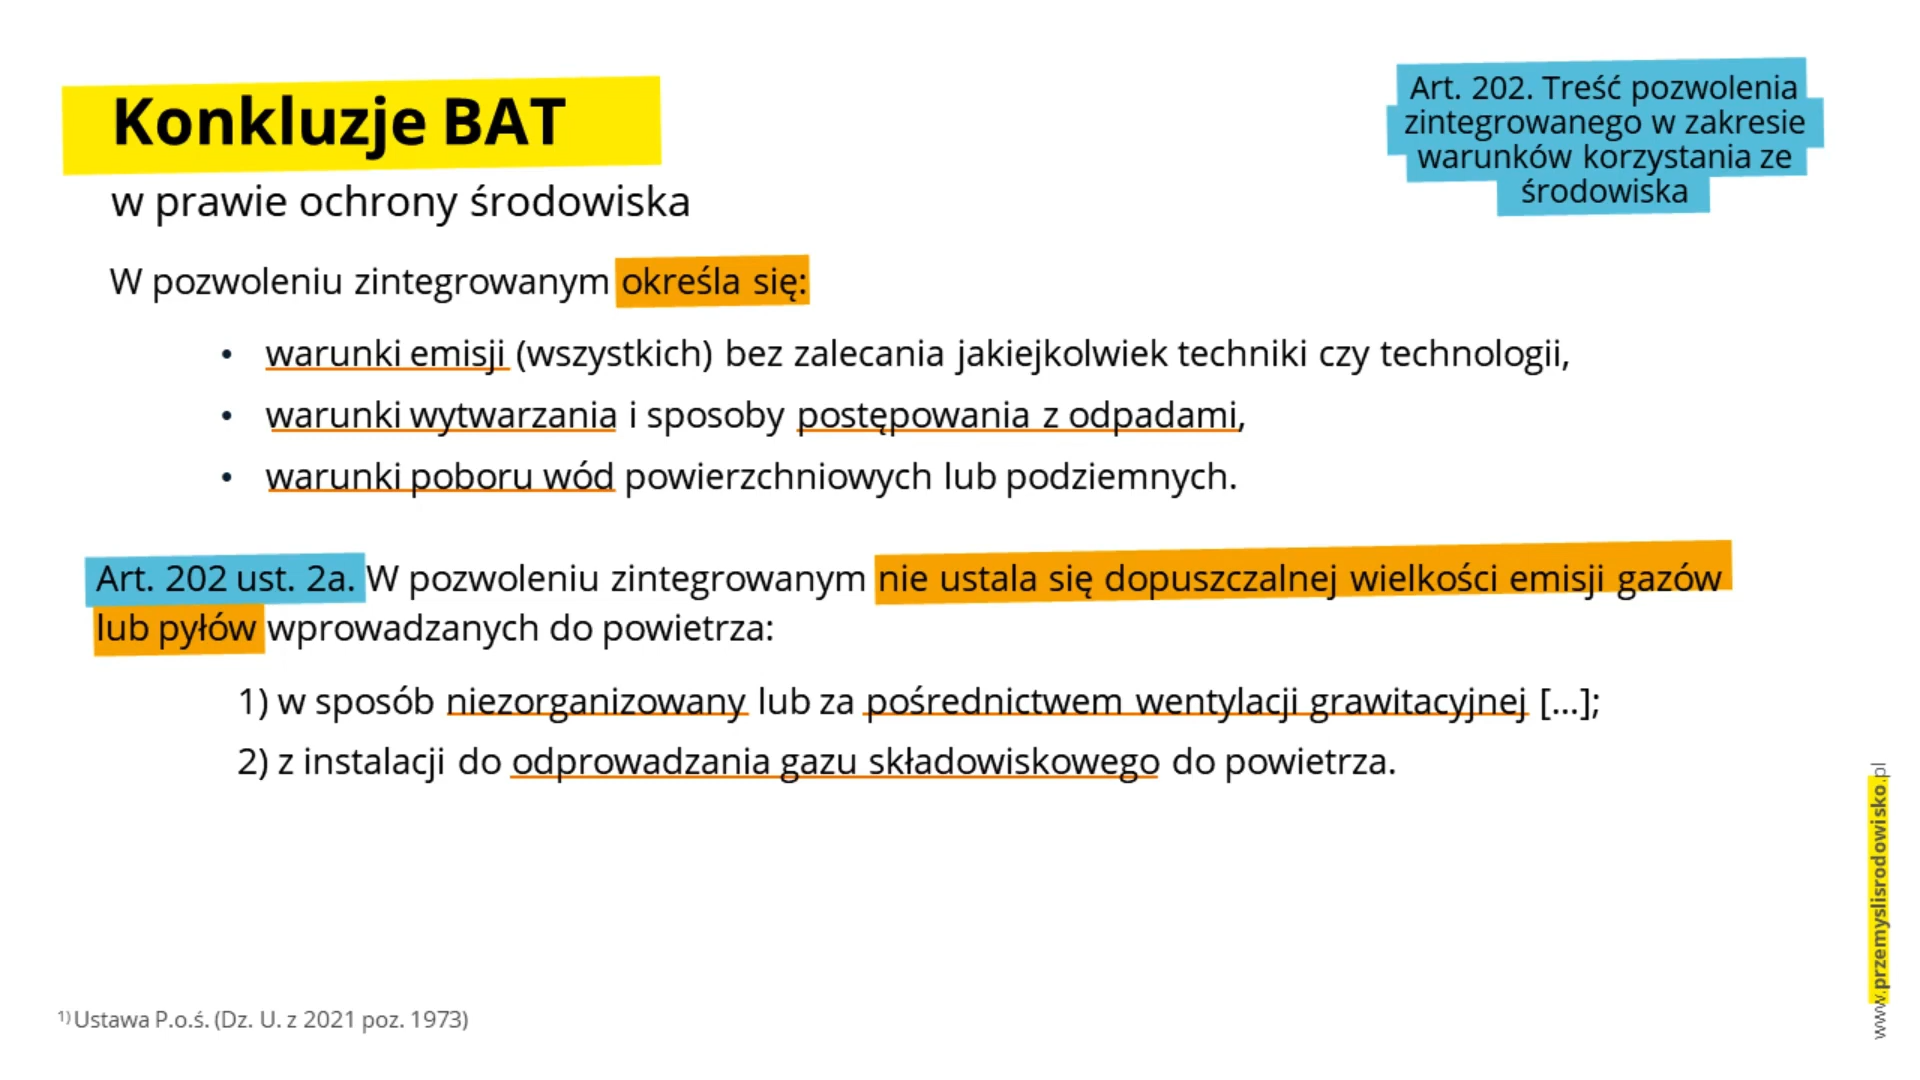 Konkluzje BAT
w prawie ochrony środowiska
Art. 202. Treść pozwolenia
zintegrowanego w zakresie
warunków korzystania ze
środowiska
W pozwoleniu zintegrowanym określa się:
• warunki emisji (wszystkich) bez zalecania jakiejkolwiek techniki czy technologii,
• warunki wytwarzania i sposoby postępowania z odpadami,
• warunki poboru wód powierzchniowych lub podziemnych.
Art. 202 ust. 2a. W pozwoleniu zintegrowanym nie ustala się dopuszczalnej wielkości emisji gazów
lub pyłów wprowadzanych do powietrza:
1) w sposób niezorganizowany lub za pośrednictwem wentylacji grawitacyjnej [...];
2) z instalacji do odprowadzania gazu składowiskowego do powietrza.
1) Ustawa P.o.ś. (Dz. U. z 2021 poz. 1973)
www.przemyslisrodowisko.pl